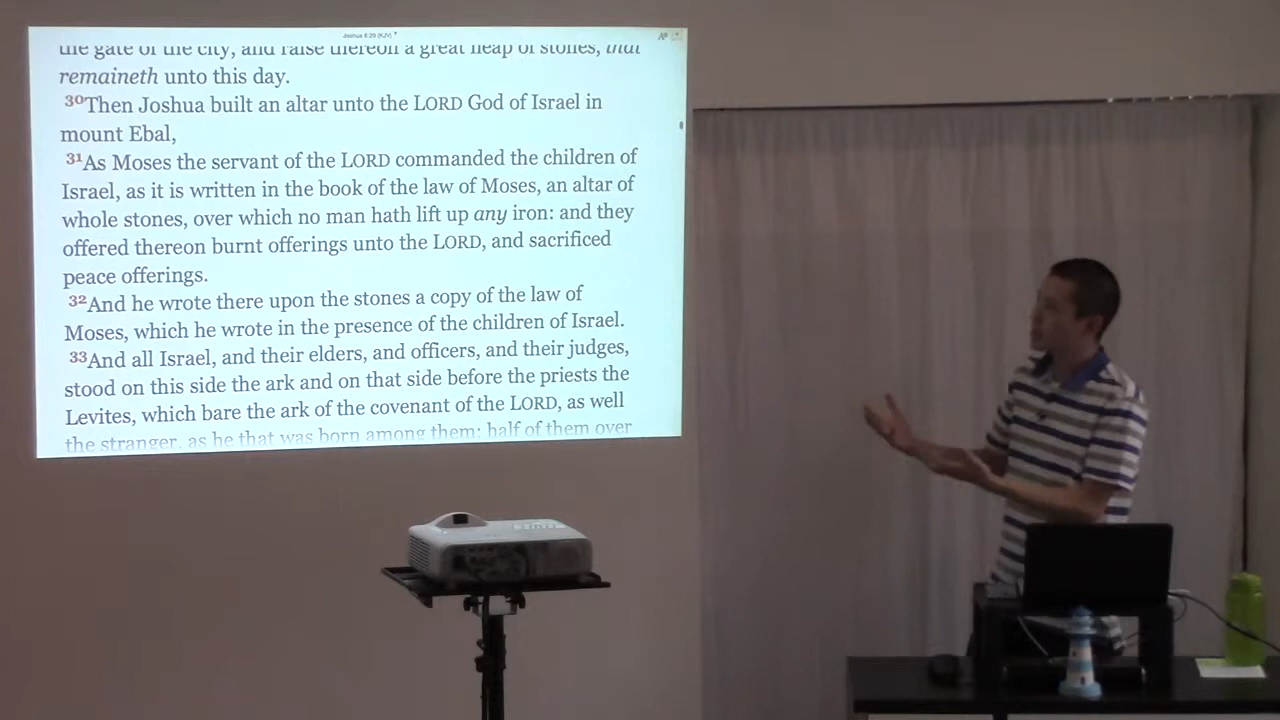 Joshua 8:29 (KJV)
the gate of the city, and raise thereon a great heap of stones, that
remaineth unto this day.
30Then Joshua built an altar unto the LORD God of Israel in
mount Ebal,
31As Moses the servant of the LORD commanded the children of
Israel, as it is written in the book of the law of Moses, an altar of
whole stones, over which no man hath lift up any iron: and they
offered thereon burnt offerings unto the LORD, and sacrificed
peace offerings.
32And he wrote there upon the stones a copy of the law of
Moses, which he wrote in the presence of the children of Israel.
33And all Israel, and their elders, and officers, and their judges,
stood on this side the ark and on that side before the priests the
Levites, which bare the ark of the covenant of the LORD, as well
the stranger, as he that was born among them; half of them over